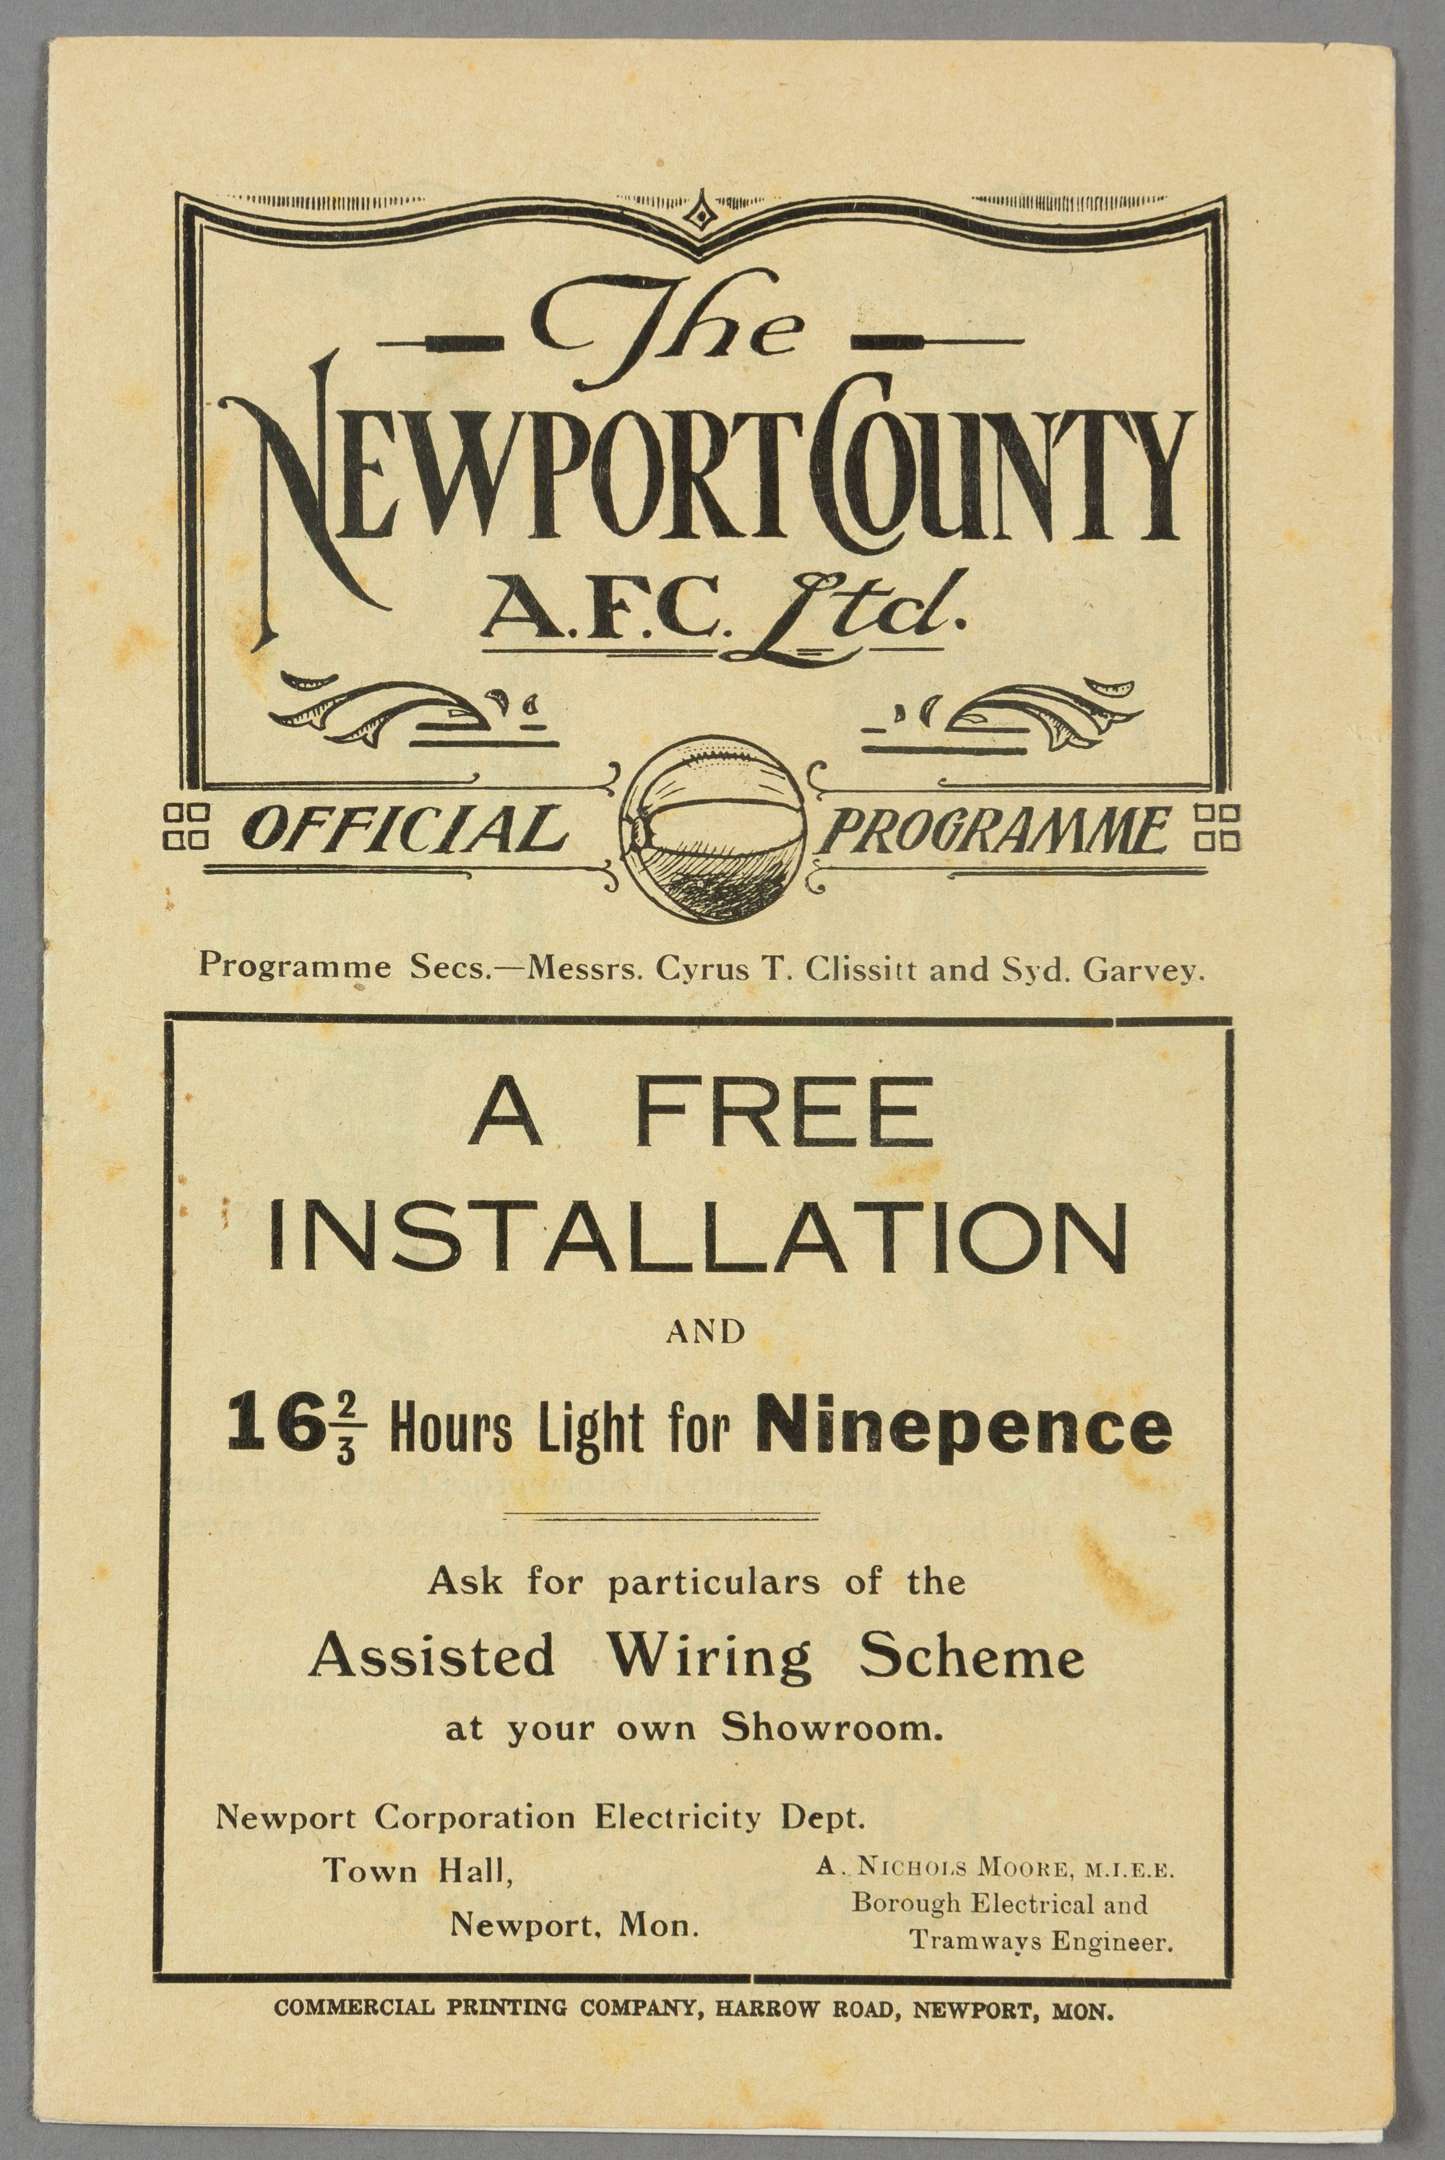 The
NEWPORT COUNTY
A.F.C. Ltd.
OFFICIAL PROGRAMME
Programme Secs.—Messrs. Cyrus T. Clissitt and Syd. Garvey.
A FREE
INSTALLATION
AND
16⅔ Hours Light for Ninepence
Ask for particulars of the
Assisted Wiring Scheme
at your own Showroom.
Newport Corporation Electricity Dept.
Town Hall,
Newport, Mon.
A. NICHOLS MOORE, M.I.E.E.
Borough Electrical and
Tramways Engineer.
COMMERCIAL PRINTING COMPANY, HARROW ROAD, NEWPORT, MON.